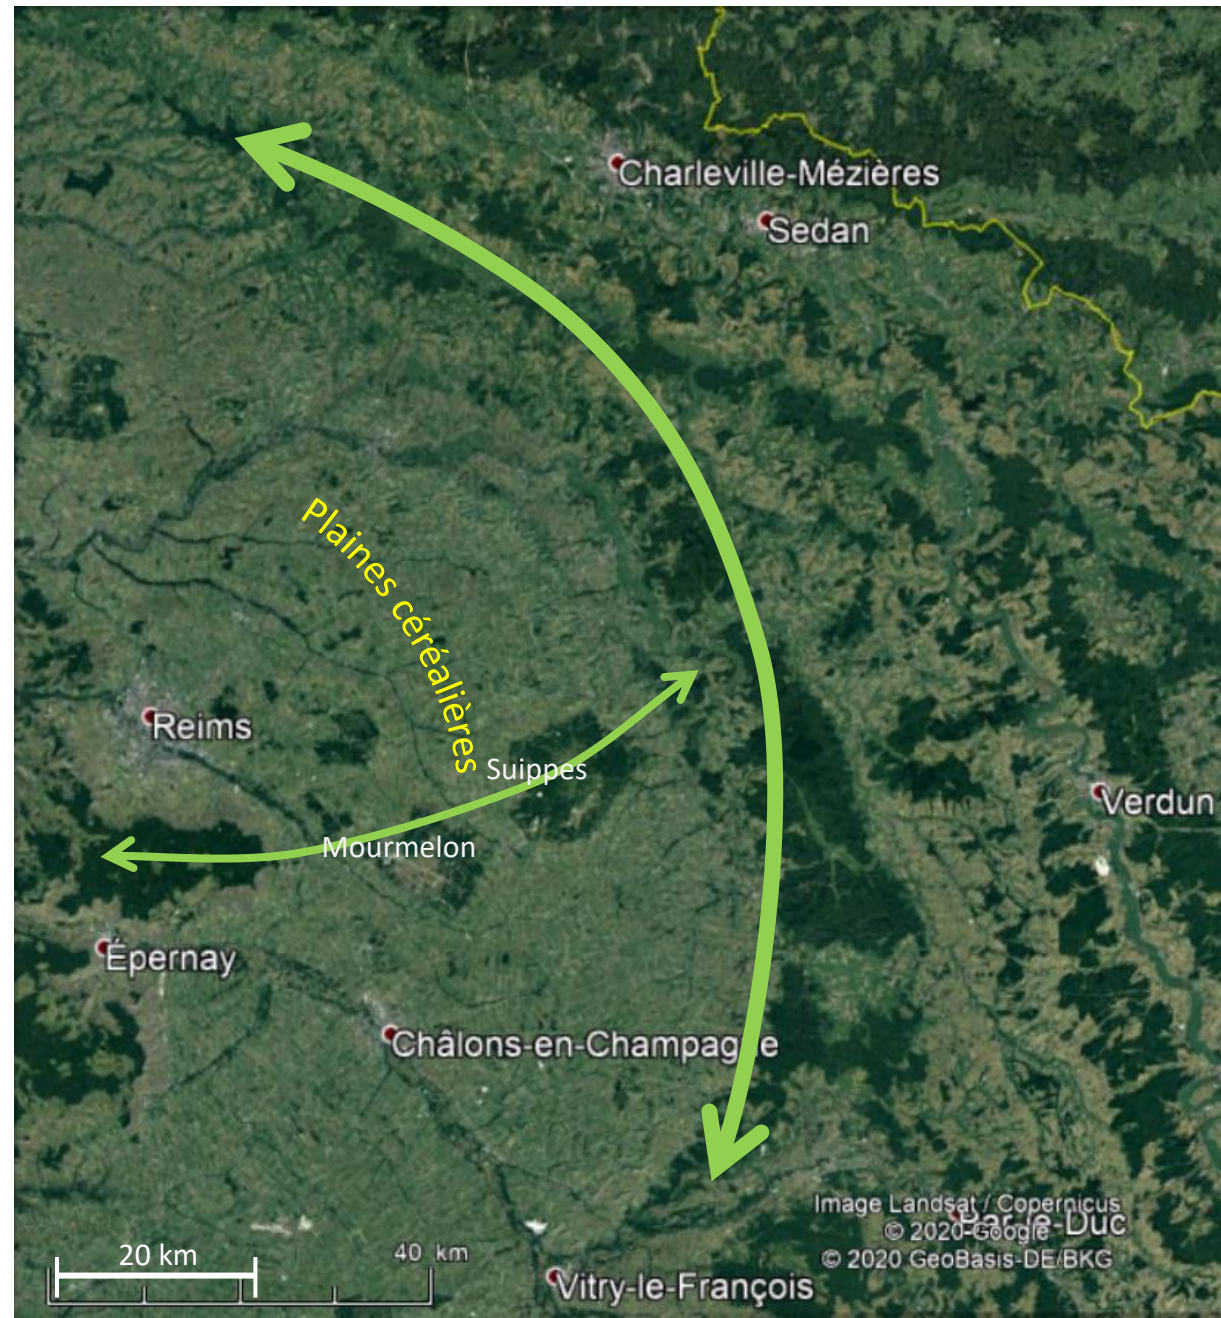 Charleville-Mézières
Sedan
Plaines céréalières
Reims
Suippes
Verdun
Mourmelon
Épernay
Châlons-en-Champagne
Image Landsat / Copernicus
Bar-le-Duc
© 2020 Google
© 2020 GeoBasis-DE/BKG
20 km
40 km
Vitry-le-François